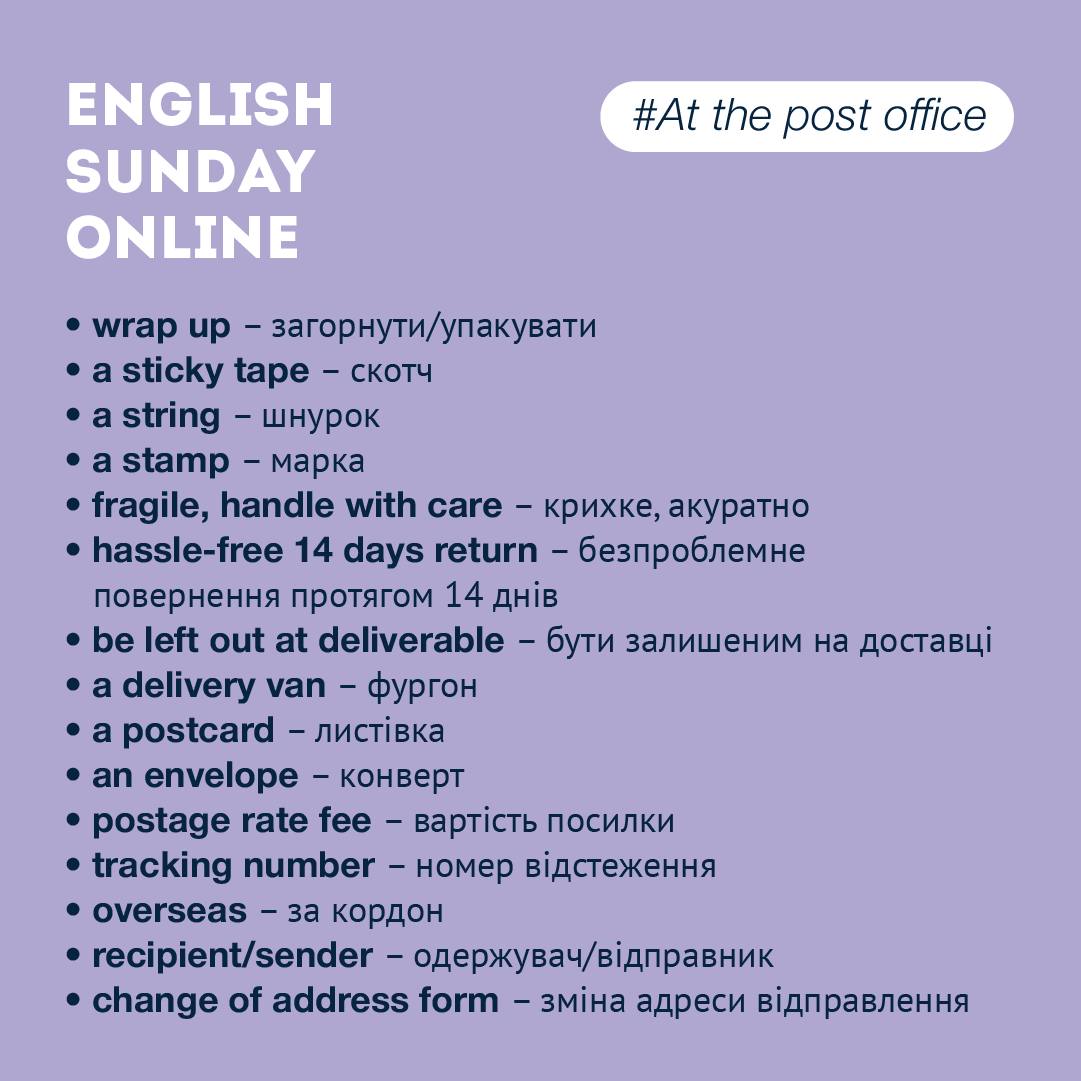 ENGLISH
SUNDAY
ONLINE
#At the post office
• wrap up – загорнути/упакувати
• a sticky tape – скотч
• a string – шнурок
• a stamp – марка
• fragile, handle with care – крихке, акуратно
• hassle-free 14 days return – безпроблемне
повернення протягом 14 днів
• be left out at deliverable – бути залишеним на доставці
• a delivery van – фургон
• a postcard – листівка
• an envelope – конверт
• postage rate fee – вартість посилки
• tracking number – номер відстеження
• overseas – за кордон
• recipient/sender – одержувач/відправник
• change of address form – зміна адреси відправлення